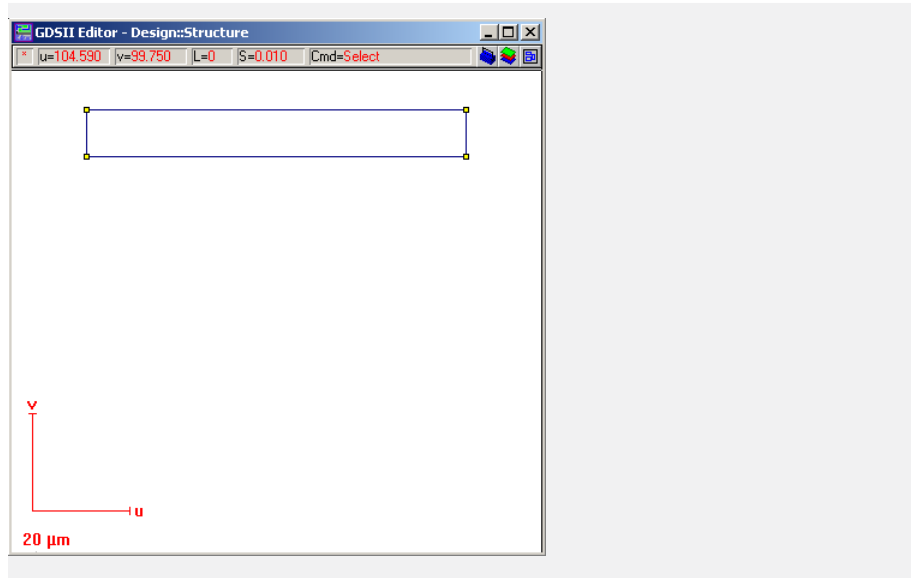 GDSII Editor - Design::Structure
* u=104.590 v=99.750 L=0 S=0.010 Cmd=Select
v
u
20 µm